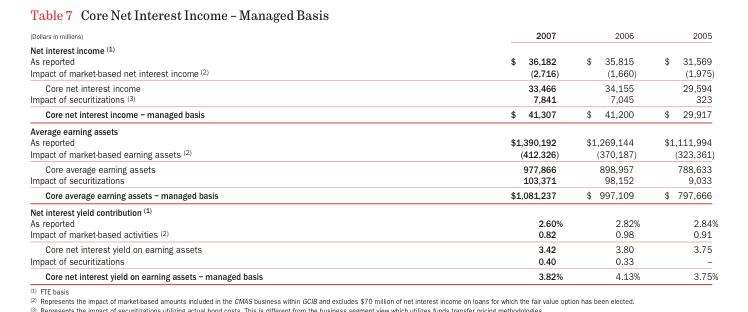 Table 7 Core Net Interest Income – Managed Basis
(Dollars in millions) 2007 2006 2005
Net interest income (1)
As reported $ 36,182 $ 35,815 $ 31,569
Impact of market-based net interest income (2) (2,716) (1,660) (1,975)
Core net interest income 33,466 34,155 29,594
Impact of securitizations (3) 7,841 7,045 323
Core net interest income – managed basis $ 41,307 $ 41,200 $ 29,917
Average earning assets
As reported $1,390,192 $1,269,144 $1,111,994
Impact of market-based earning assets (2) (412,326) (370,187) (323,361)
Core average earning assets 977,866 898,957 788,633
Impact of securitizations 103,371 98,152 9,033
Core average earning assets – managed basis $1,081,237 $ 997,109 $ 797,666
Net interest yield contribution (1)
As reported 2.60% 2.82% 2.84%
Impact of market-based activities (2) 0.82 0.98 0.91
Core net interest yield on earning assets 3.42 3.80 3.75
Impact of securitizations 0.40 0.33 –
Core net interest yield on earning assets – managed basis 3.82% 4.13% 3.75%
(1) FTE basis
(2) Represents the impact of market-based amounts included in the CMAS business within GCIB and excludes $70 million of net interest income on loans for which the fair value option has been elected.
(3) Represents the impact of securitizations utilizing actual bond costs. This is different from the business segment view which utilizes funds transfer pricing methodologies.